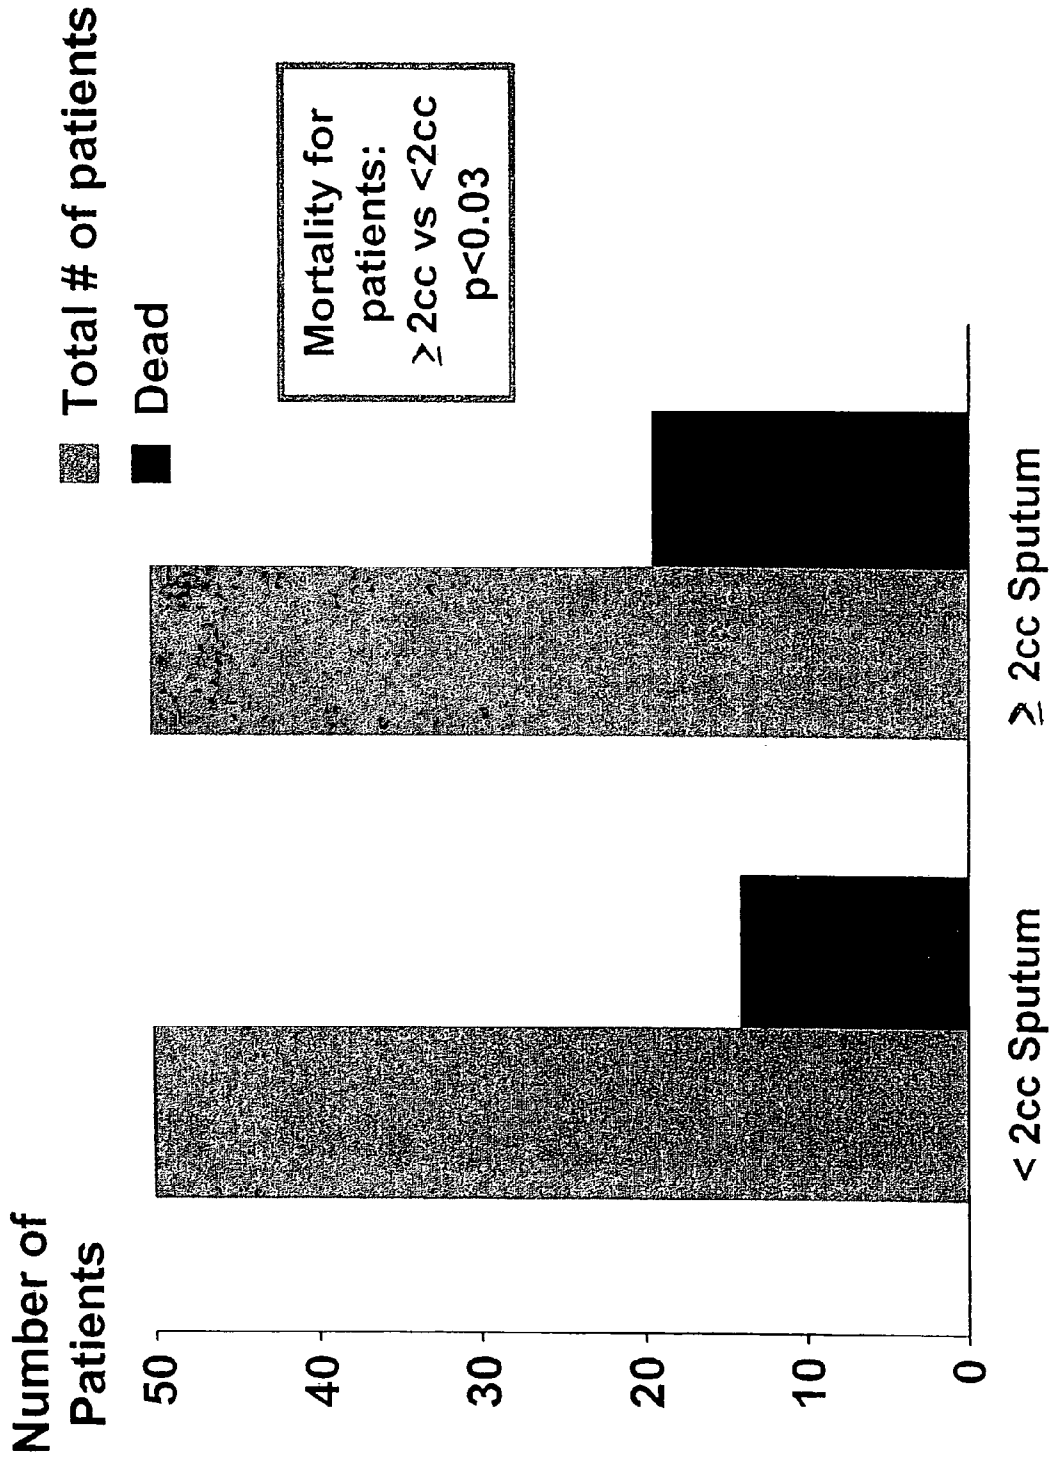 Number of
Patients
Total # of patients
Dead
Mortality for
patients:
≥ 2cc vs <2cc
p<0.03
50
40
30
20
10
0
< 2cc Sputum
≥ 2cc Sputum